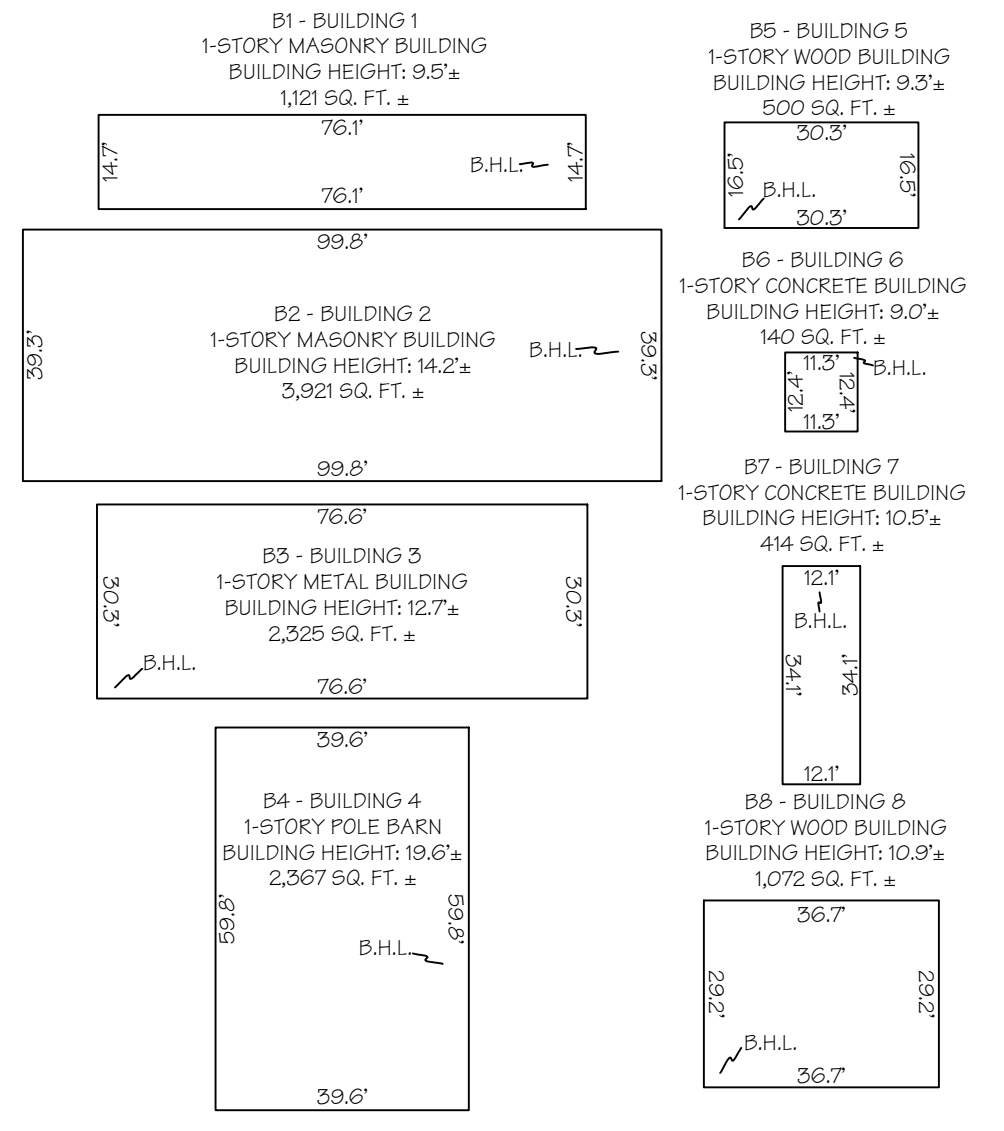 B1 - BUILDING 1
1-STORY MASONRY BUILDING
BUILDING HEIGHT: 9.5'±
1,121 SQ. FT. ±
76.1'
14.7'
B.H.L.
14.7'
76.1'
99.8'
39.3'
B2 - BUILDING 2
1-STORY MASONRY BUILDING
BUILDING HEIGHT: 14.2'±
3,921 SQ. FT. ±
B.H.L.
39.3'
99.8'
76.6'
30.3'
B3 - BUILDING 3
1-STORY METAL BUILDING
BUILDING HEIGHT: 12.7'±
2,325 SQ. FT. ±
30.3'
B.H.L.
76.6'
39.6'
B4 - BUILDING 4
1-STORY POLE BARN
BUILDING HEIGHT: 19.6'±
2,367 SQ. FT. ±
59.8'
59.8'
B.H.L.
39.6'
B5 - BUILDING 5
1-STORY WOOD BUILDING
BUILDING HEIGHT: 9.3'±
500 SQ. FT. ±
30.3'
16.5'
16.5'
B.H.L.
30.3'
B6 - BUILDING 6
1-STORY CONCRETE BUILDING
BUILDING HEIGHT: 9.0'±
140 SQ. FT. ±
11.3'
B.H.L.
12.4'
12.4'
11.3'
B7 - BUILDING 7
1-STORY CONCRETE BUILDING
BUILDING HEIGHT: 10.5'±
414 SQ. FT. ±
12.1'
B.H.L.
34.1'
34.1'
12.1'
B8 - BUILDING 8
1-STORY WOOD BUILDING
BUILDING HEIGHT: 10.9'±
1,072 SQ. FT. ±
36.7'
29.2'
29.2'
B.H.L.
36.7'